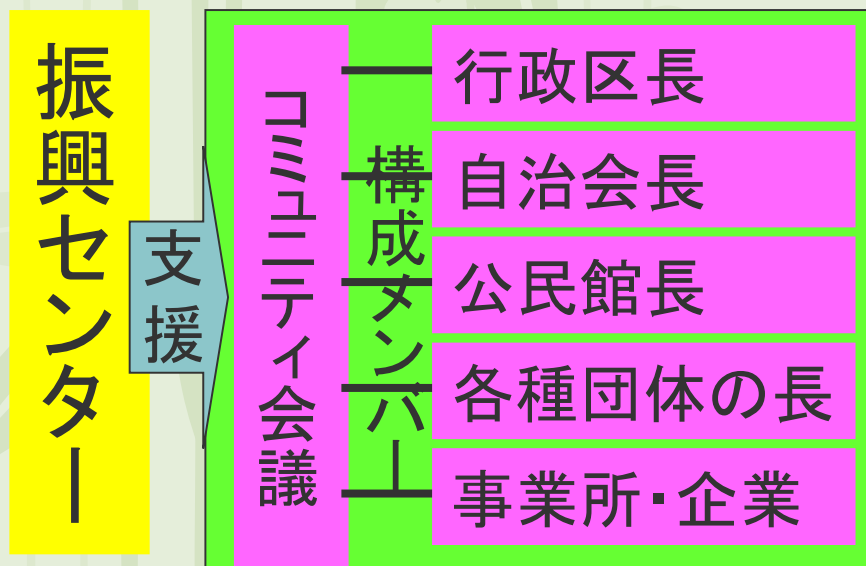 振興センター
支援
コミュニティ会議
構成メンバー
行政区長
自治会長
公民館長
各種団体の長
事業所・企業